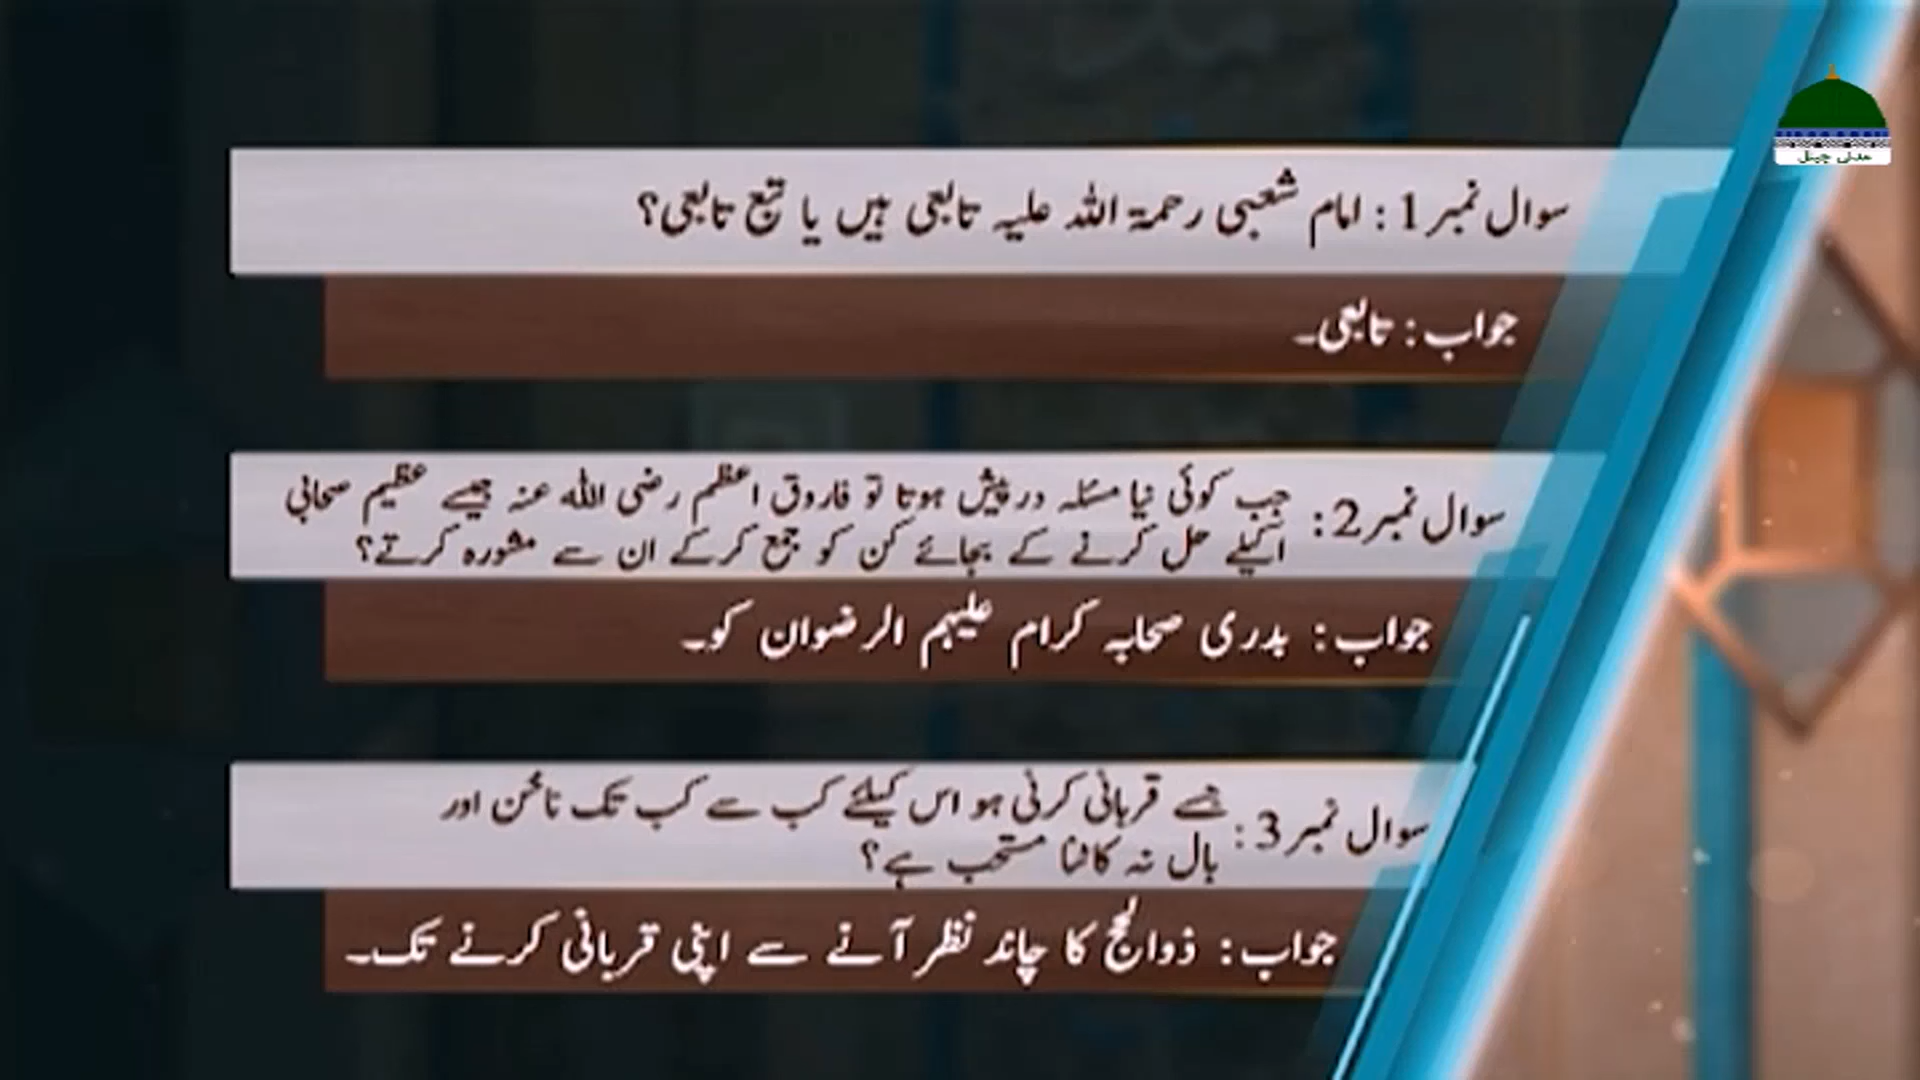 مدنی چینل
سوال نمبر 1 : امام شعبی رحمۃ اللہ علیہ تابعی ہیں یا تبع تابعی؟
جواب : تابعی۔
سوال نمبر 2 : جب کوئی نیا مسئلہ درپیش ہوتا تو فاروق اعظم رضی اللہ عنہ جیسے عظیم صحابی
اکیلے حل کرنے کے بجائے کن کو جمع کرکے ان سے مشورہ کرتے؟
جواب : بدری صحابہ کرام علیہم الرضوان کو۔
سوال نمبر 3 : جسے قربانی کرنی ہو اس کیلئے کب سے کب تک ناخن اور
بال نہ کاٹنا مستحب ہے؟
جواب : ذوالحج کا چاند نظر آنے سے اپنی قربانی کرنے تک۔